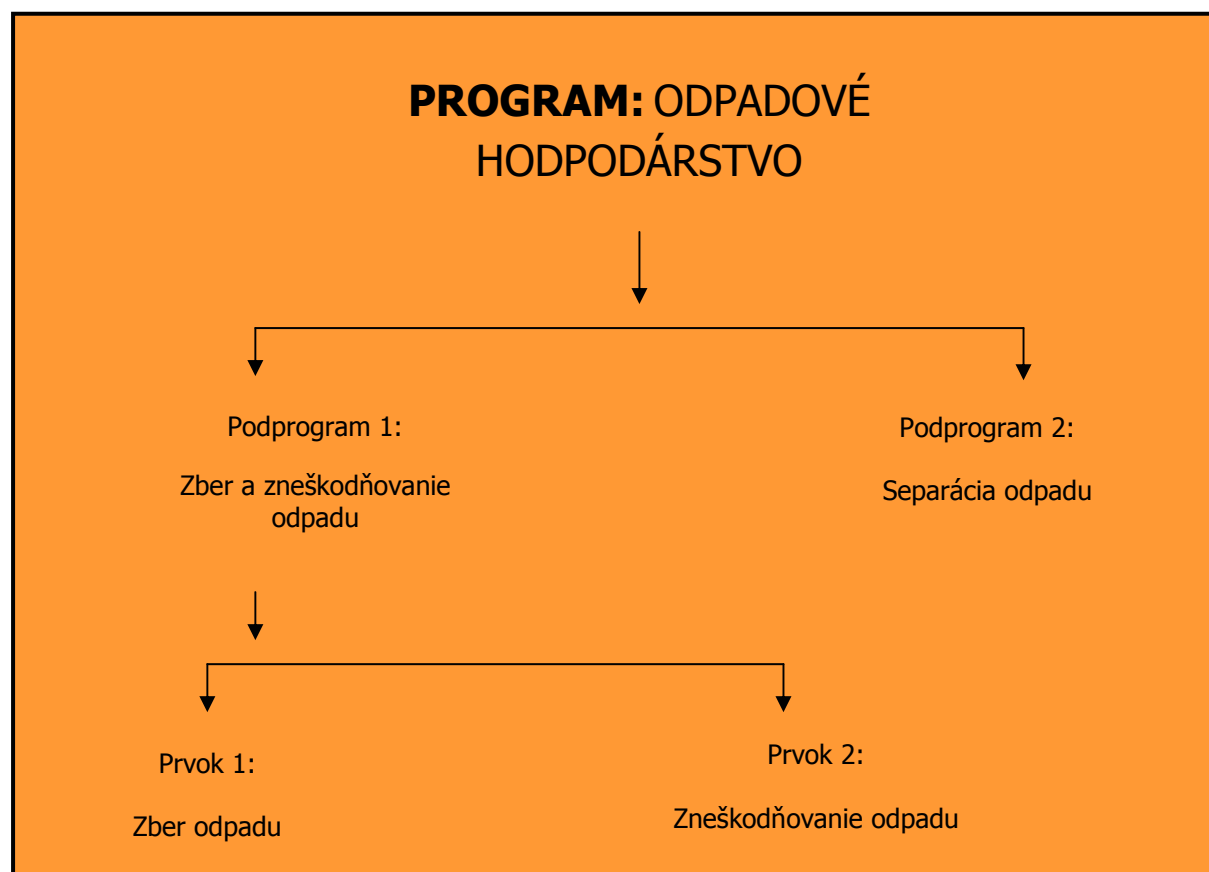 PROGRAM: ODPADOVÉ
HODPODÁRSTVO
Podprogram 1:
Zber a zneškodňovanie
odpadu
Podprogram 2:
Separácia odpadu
Prvok 1:
Zber odpadu
Prvok 2:
Zneškodňovanie odpadu